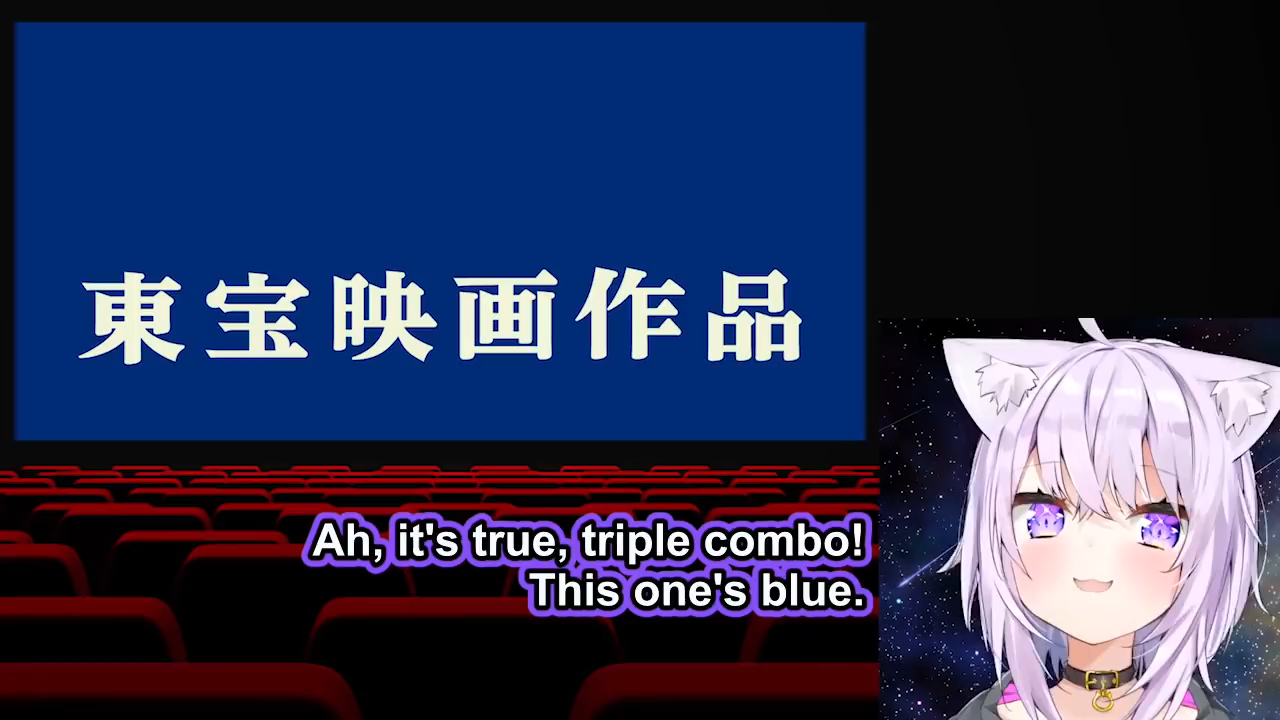 東宝映画作品
Ah, it's true, triple combo!
This one's blue.